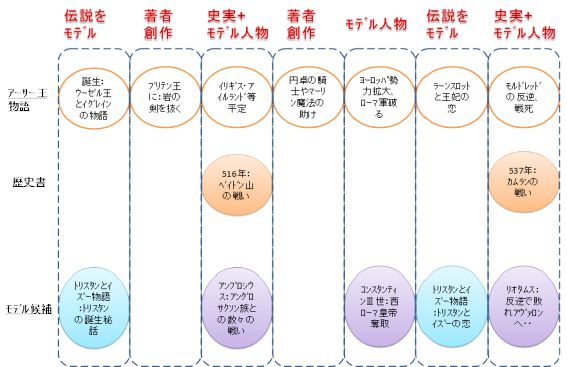 伝説を
ﾓﾃﾞﾙ
著者
創作
史実+
ﾓﾃﾞﾙ人物
著者
創作
ﾓﾃﾞﾙ人物
伝説を
ﾓﾃﾞﾙ
史実+
ﾓﾃﾞﾙ人物
ｱｰｻｰ王
物語
誕生:
ｳｰｾﾞﾙ王
とｲｸﾞﾚｲﾝ
の物語
ﾌﾞﾘﾃﾝ王
に:岩の
剣を抜く
ｲﾘｷﾞｽ･ｱ
ｲﾙﾗﾝﾄﾞ等
平定
円卓の騎
士やﾏｰﾘ
ﾝ魔法の
助け
ﾖｰﾛｯﾊﾟ勢
力拡大、
ﾛｰﾏ軍破
る
ﾗｰﾝｽﾛｯﾄ
と王妃の
恋
ﾓﾙﾄﾞﾚｯﾄﾞ
の反逆、
戦死
歴史書
516年:
ﾍﾞｲﾄﾞﾝ山
の戦い
537年:
ｶﾑﾗﾝの
戦い
ﾓﾃﾞﾙ候補
ﾄﾘｽﾀﾝとｲ
ｽﾞｰ物語
:ﾄﾘｽﾀﾝ
の誕生秘
話
ｱﾝﾌﾞﾛｼｳ
ｽ:ｱﾝｸﾞﾛ
ｻｸｿﾝ族と
の数々の
戦い
ｺﾝｽﾀﾝﾃｨ
ﾝⅢ世:西
ﾛｰﾏ皇帝
奪取
ﾄﾘｽﾀﾝとｲ
ｽﾞｰ物語
:ﾄﾘｽﾀﾝと
ｲｽﾞｰの恋
ﾘｵﾀﾑｽ:
反逆で敗
れｱｳﾞｧﾛﾝ
へ‥